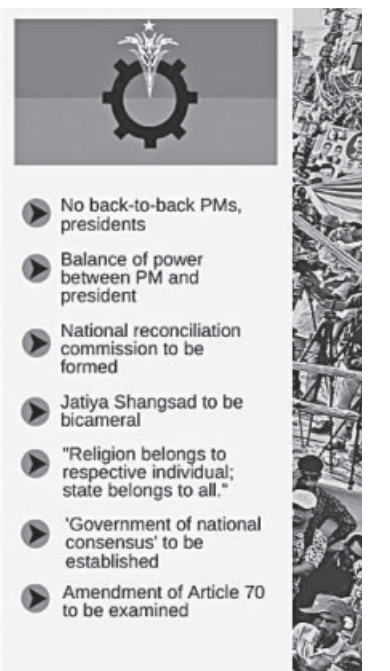 No back-to-back PMs,
presidents
Balance of power
between PM and
president
National reconciliation
commission to be
formed
Jatiya Shangsad to be
bicameral
"Religion belongs to
respective individual;
state belongs to all."
'Government of national
consensus' to be
established
Amendment of Article 70
to be examined